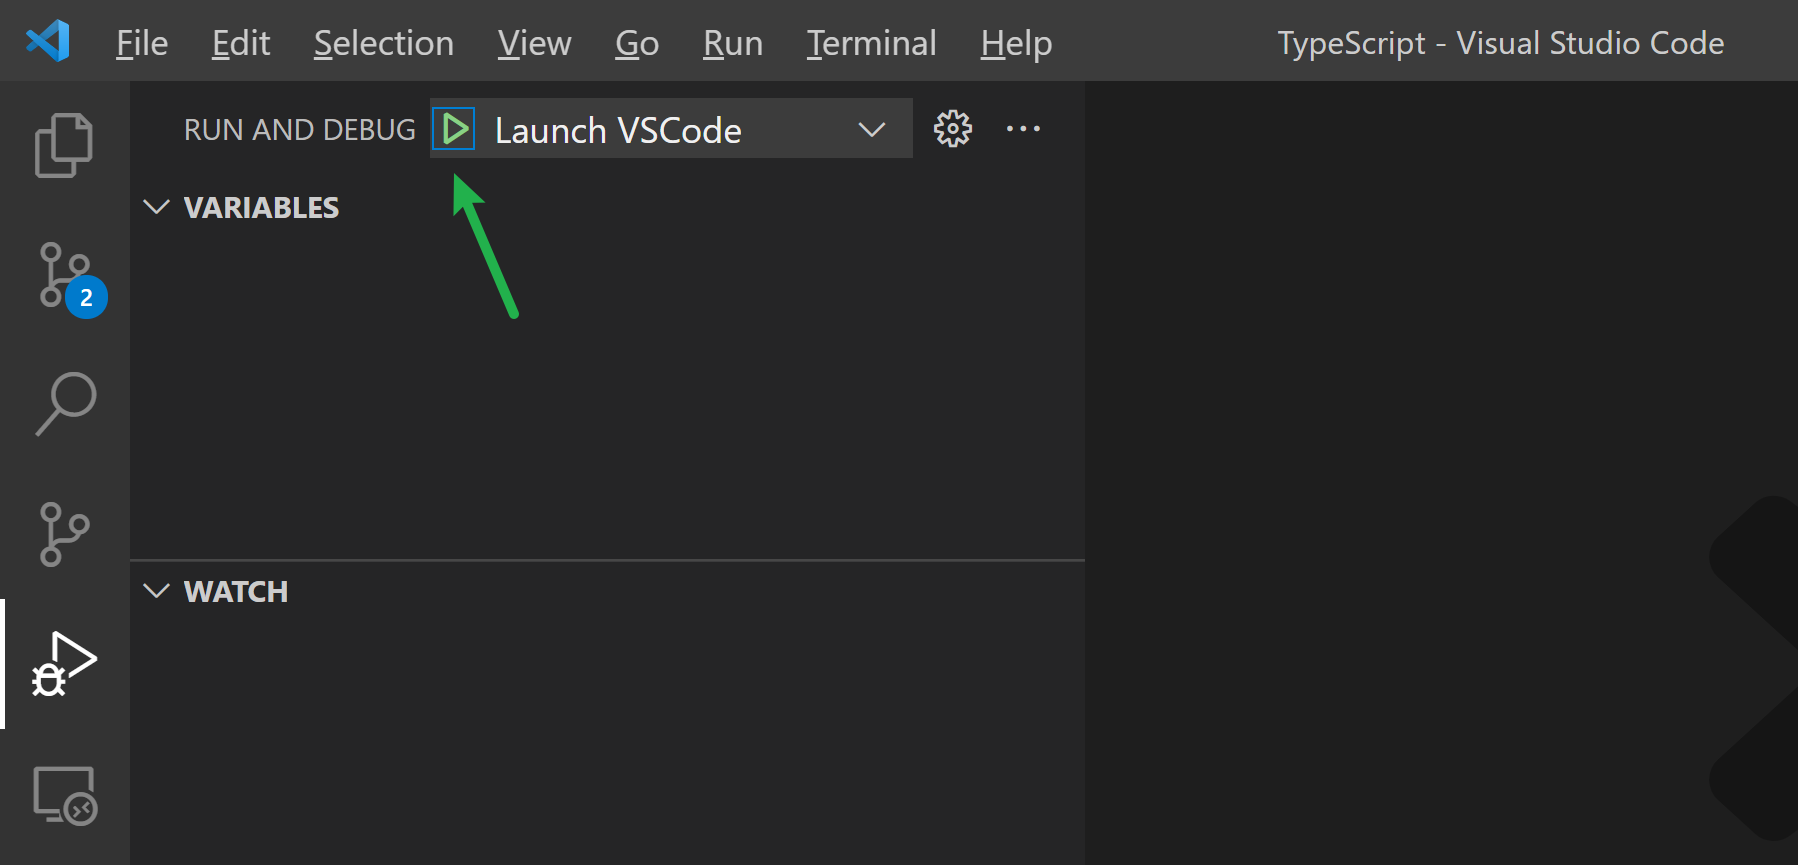 File Edit Selection View Go Run Terminal Help TypeScript - Visual Studio Code
RUN AND DEBUG Launch VSCode
VARIABLES
2
WATCH